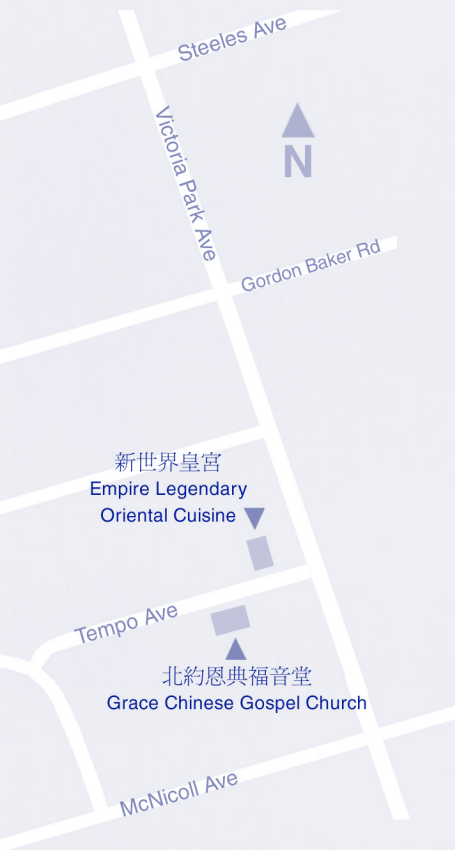 Steeles Ave
Victoria Park Ave
N
Gordon Baker Rd
新世界皇宮
Empire Legendary
Oriental Cuisine
Tempo Ave
北約恩典福音堂
Grace Chinese Gospel Church
McNicoll Ave